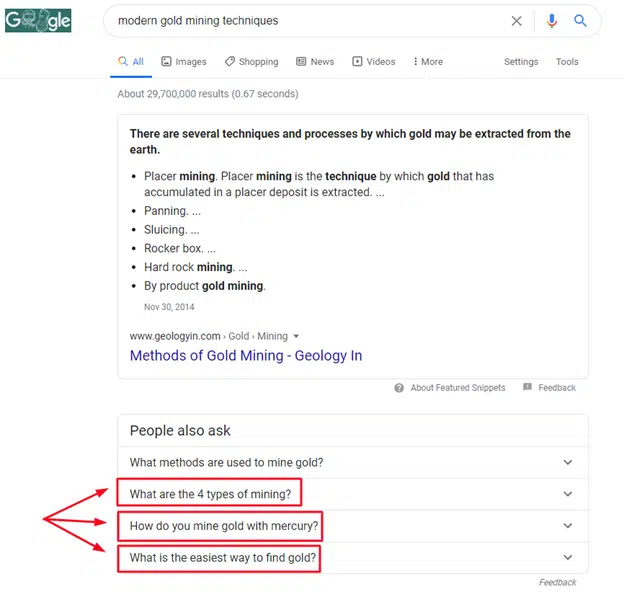 Google
modern gold mining techniques
All Images Shopping News Videos More Settings Tools
About 29,700,000 results (0.67 seconds)
There are several techniques and processes by which gold may be extracted from the
earth.
• Placer mining. Placer mining is the technique by which gold that has
accumulated in a placer deposit is extracted. ...
• Panning. ...
• Sluicing. ...
• Rocker box. ...
• Hard rock mining. ...
• By product gold mining.
Nov 30, 2014
www.geologyin.com › Gold › Mining
Methods of Gold Mining - Geology In
About Featured Snippets Feedback
People also ask
What methods are used to mine gold?
What are the 4 types of mining?
How do you mine gold with mercury?
What is the easiest way to find gold?
Feedback